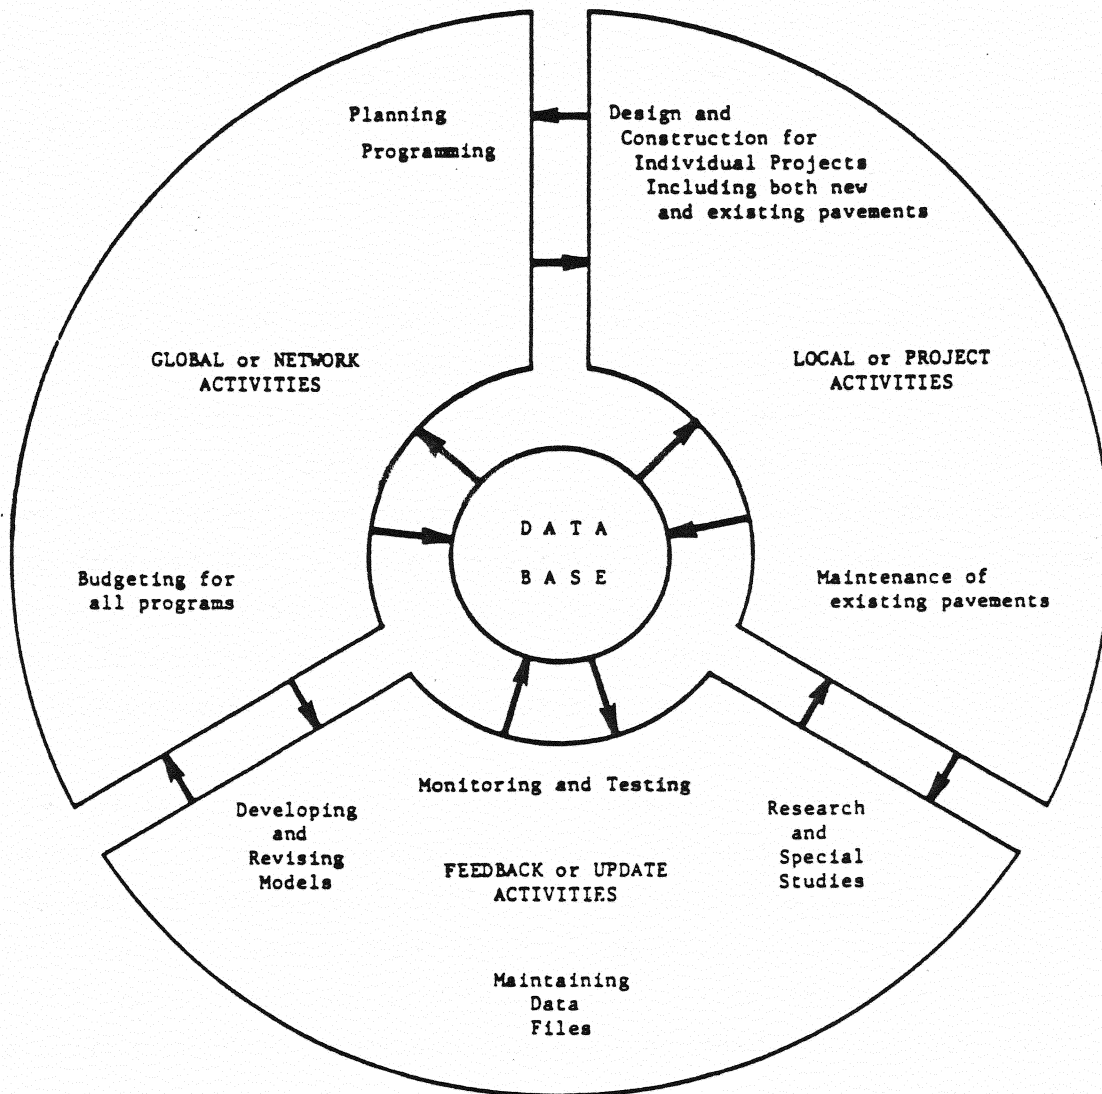 Planning
Programming
Design and
Construction for
Individual Projects
Including both new
and existing pavements
GLOBAL or NETWORK
ACTIVITIES
LOCAL or PROJECT
ACTIVITIES
DATA
BASE
Budgeting for
all programs
Maintenance of
existing pavements
Monitoring and Testing
Developing
and
Revising
Models
FEEDBACK or UPDATE
ACTIVITIES
Research
and
Special
Studies
Maintaining
Data
Files